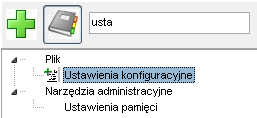 usta
Plik
Ustawienia konfiguracyjne
Narzędzia administracyjne
Ustawienia pamięci